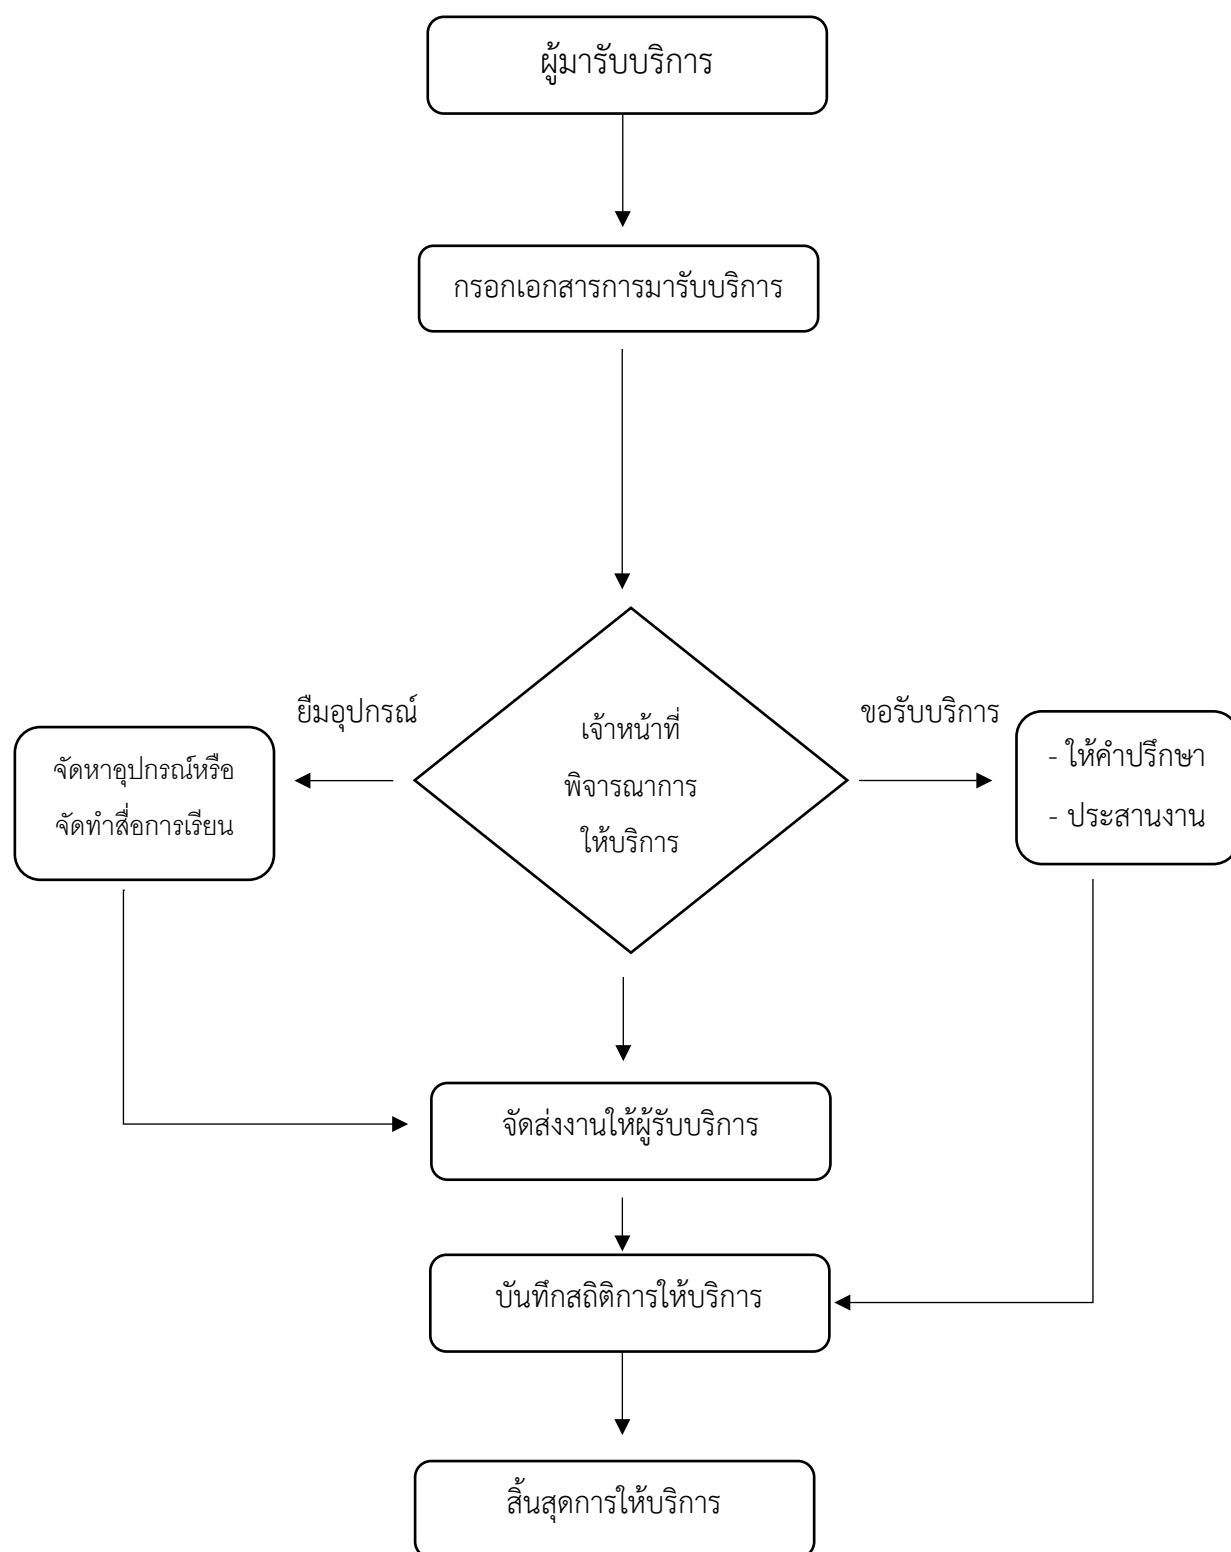 ผู้มารับบริการ
กรอกเอกสารการมารับบริการ
ยืมอุปกรณ์
ขอรับบริการ
จัดหาอุปกรณ์หรือ
จัดทำสื่อการเรียน
เจ้าหน้าที่
พิจารณาการ
ให้บริการ
- ให้คำปรึกษา
- ประสานงาน
จัดส่งงานให้ผู้รับบริการ
บันทึกสถิติการให้บริการ
สิ้นสุดการให้บริการ